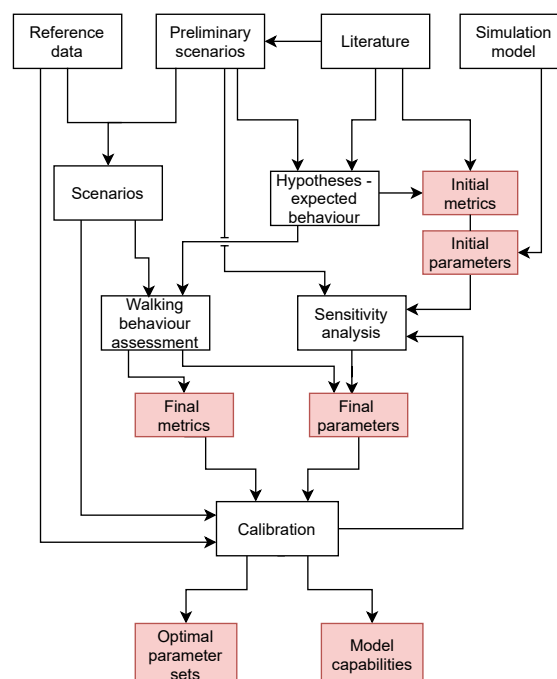 Reference
data
Preliminary
scenarios
Literature
Simulation
model
Scenarios
Hypotheses -
expected
behaviour
Initial
metrics
Initial
parameters
Walking
behaviour
assessment
Sensitivity
analysis
Final
metrics
Final
parameters
Calibration
Optimal
parameter
sets
Model
capabilities